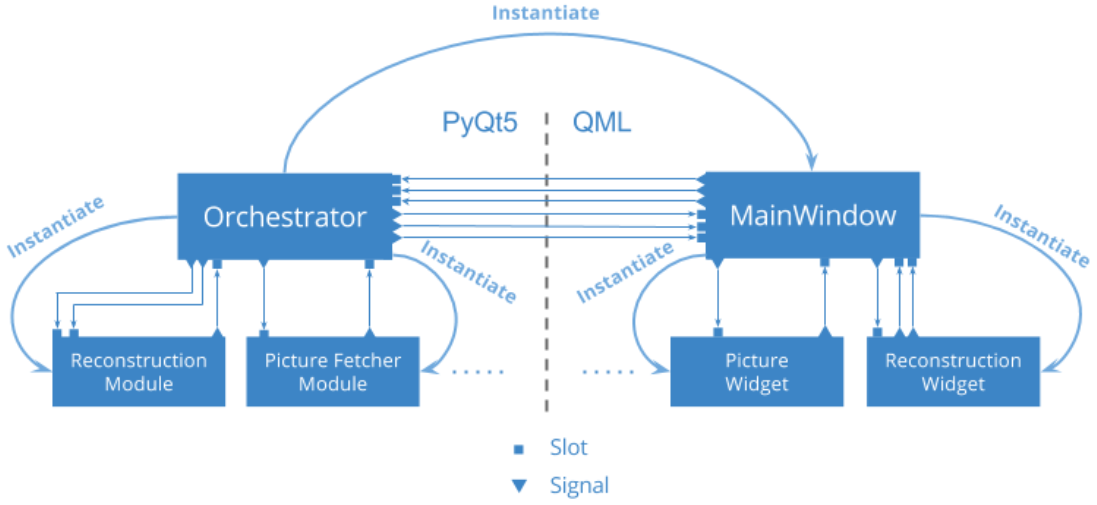 Instantiate
PyQt5
QML
Orchestrator
MainWindow
Instantiate
Instantiate
Instantiate
Instantiate
Reconstruction
Module
Picture Fetcher
Module
.....
.....
Picture
Widget
Reconstruction
Widget
Slot
Signal